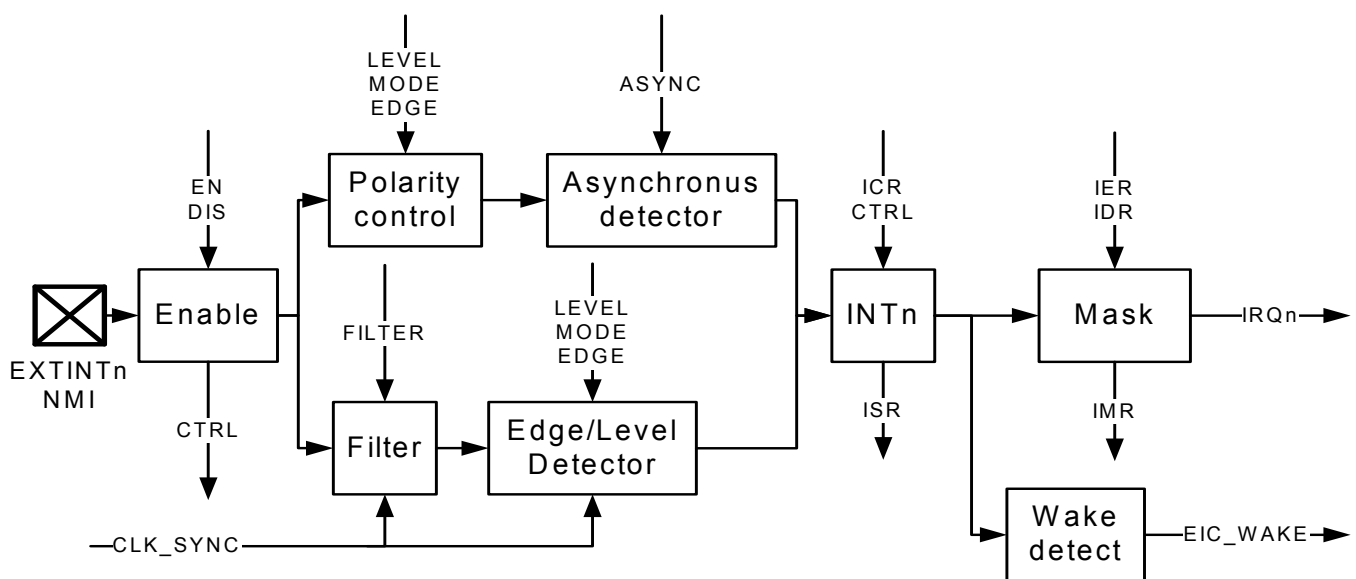 LEVEL
MODE
EDGE
ASYNC
EN
DIS
Polarity
control
Asynchronus
detector
ICR
CTRL
IER
IDR
EXTINTn
NMI
Enable
CTRL
FILTER
LEVEL
MODE
EDGE
INTn
ISR
Mask
IMR
IRQn
Filter
Edge/Level
Detector
CLK_SYNC
Wake
detect
EIC_WAKE